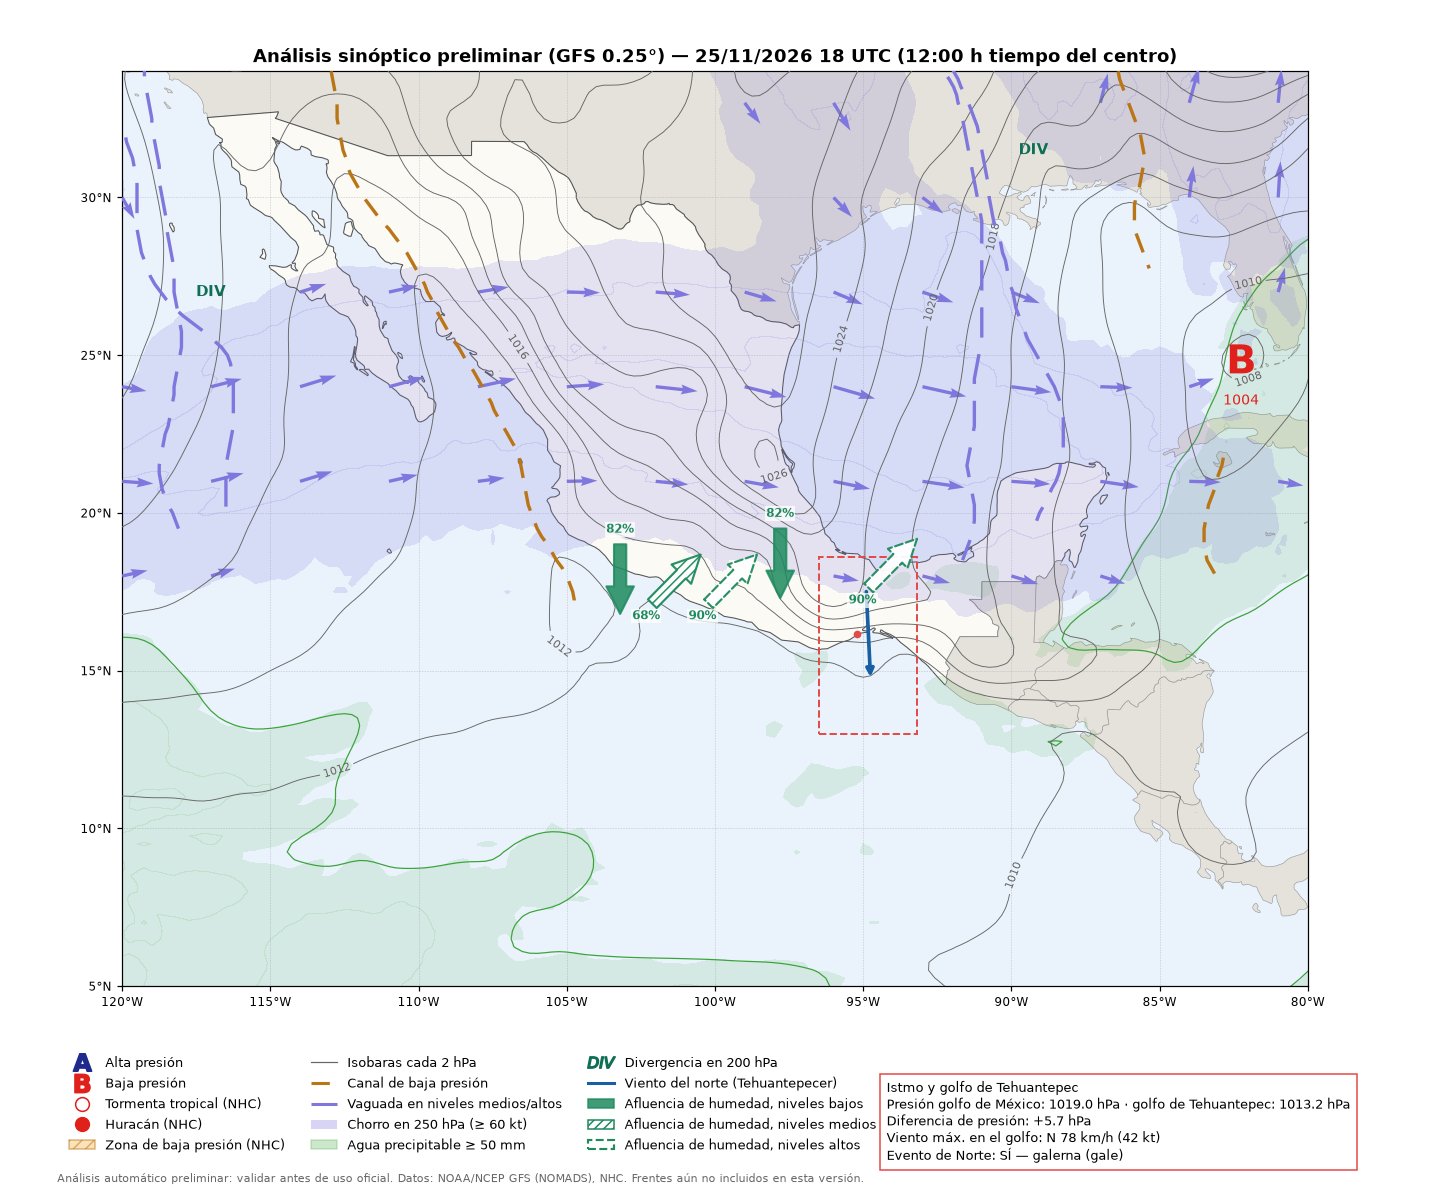 Análisis sinóptico preliminar (GFS 0.25°) — 25/11/2026 18 UTC (12:00 h tiempo del centro)
30°N
25°N
20°N
15°N
10°N
5°N
120°W
115°W
110°W
105°W
100°W
95°W
90°W
85°W
80°W
DIV
DIV
1018
1010
1020
1024
1016
B
1008
1004
1026
82%
82%
68%
90%
90%
1012
1012
1010
A Alta presión
B Baja presión
Tormenta tropical (NHC)
Huracán (NHC)
Zona de baja presión (NHC)
Isobaras cada 2 hPa
Canal de baja presión
Vaguada en niveles medios/altos
Chorro en 250 hPa (≥ 60 kt)
Agua precipitable ≥ 50 mm
DIV Divergencia en 200 hPa
Viento del norte (Tehuantepecer)
Afluencia de humedad, niveles bajos
Afluencia de humedad, niveles medios
Afluencia de humedad, niveles altos
Istmo y golfo de Tehuantepec
Presión golfo de México: 1019.0 hPa · golfo de Tehuantepec: 1013.2 hPa
Diferencia de presión: +5.7 hPa
Viento máx. en el golfo: N 78 km/h (42 kt)
Evento de Norte: SÍ — galerna (gale)
Análisis automático preliminar: validar antes de uso oficial. Datos: NOAA/NCEP GFS (NOMADS), NHC. Frentes aún no incluidos en esta versión.